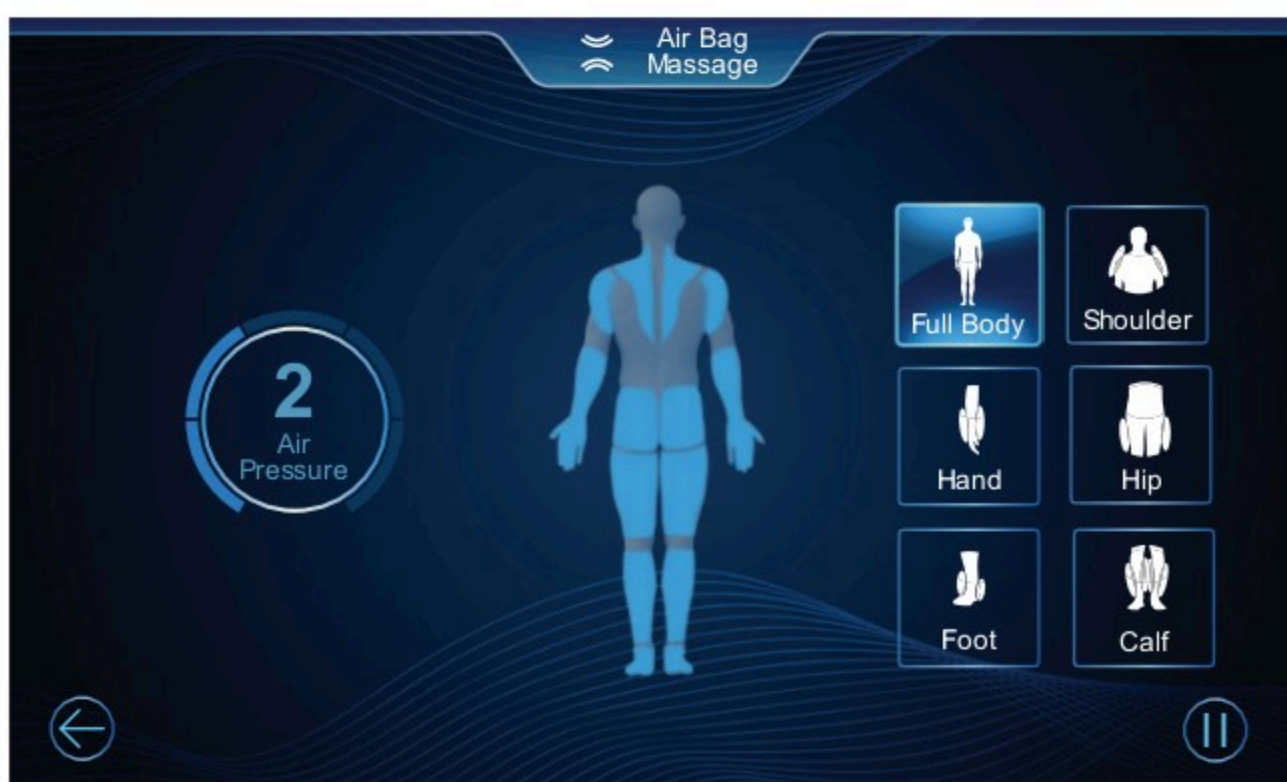 Air Bag
Massage
2
Air
Pressure
Full Body
Shoulder
Hand
Hip
Foot
Calf